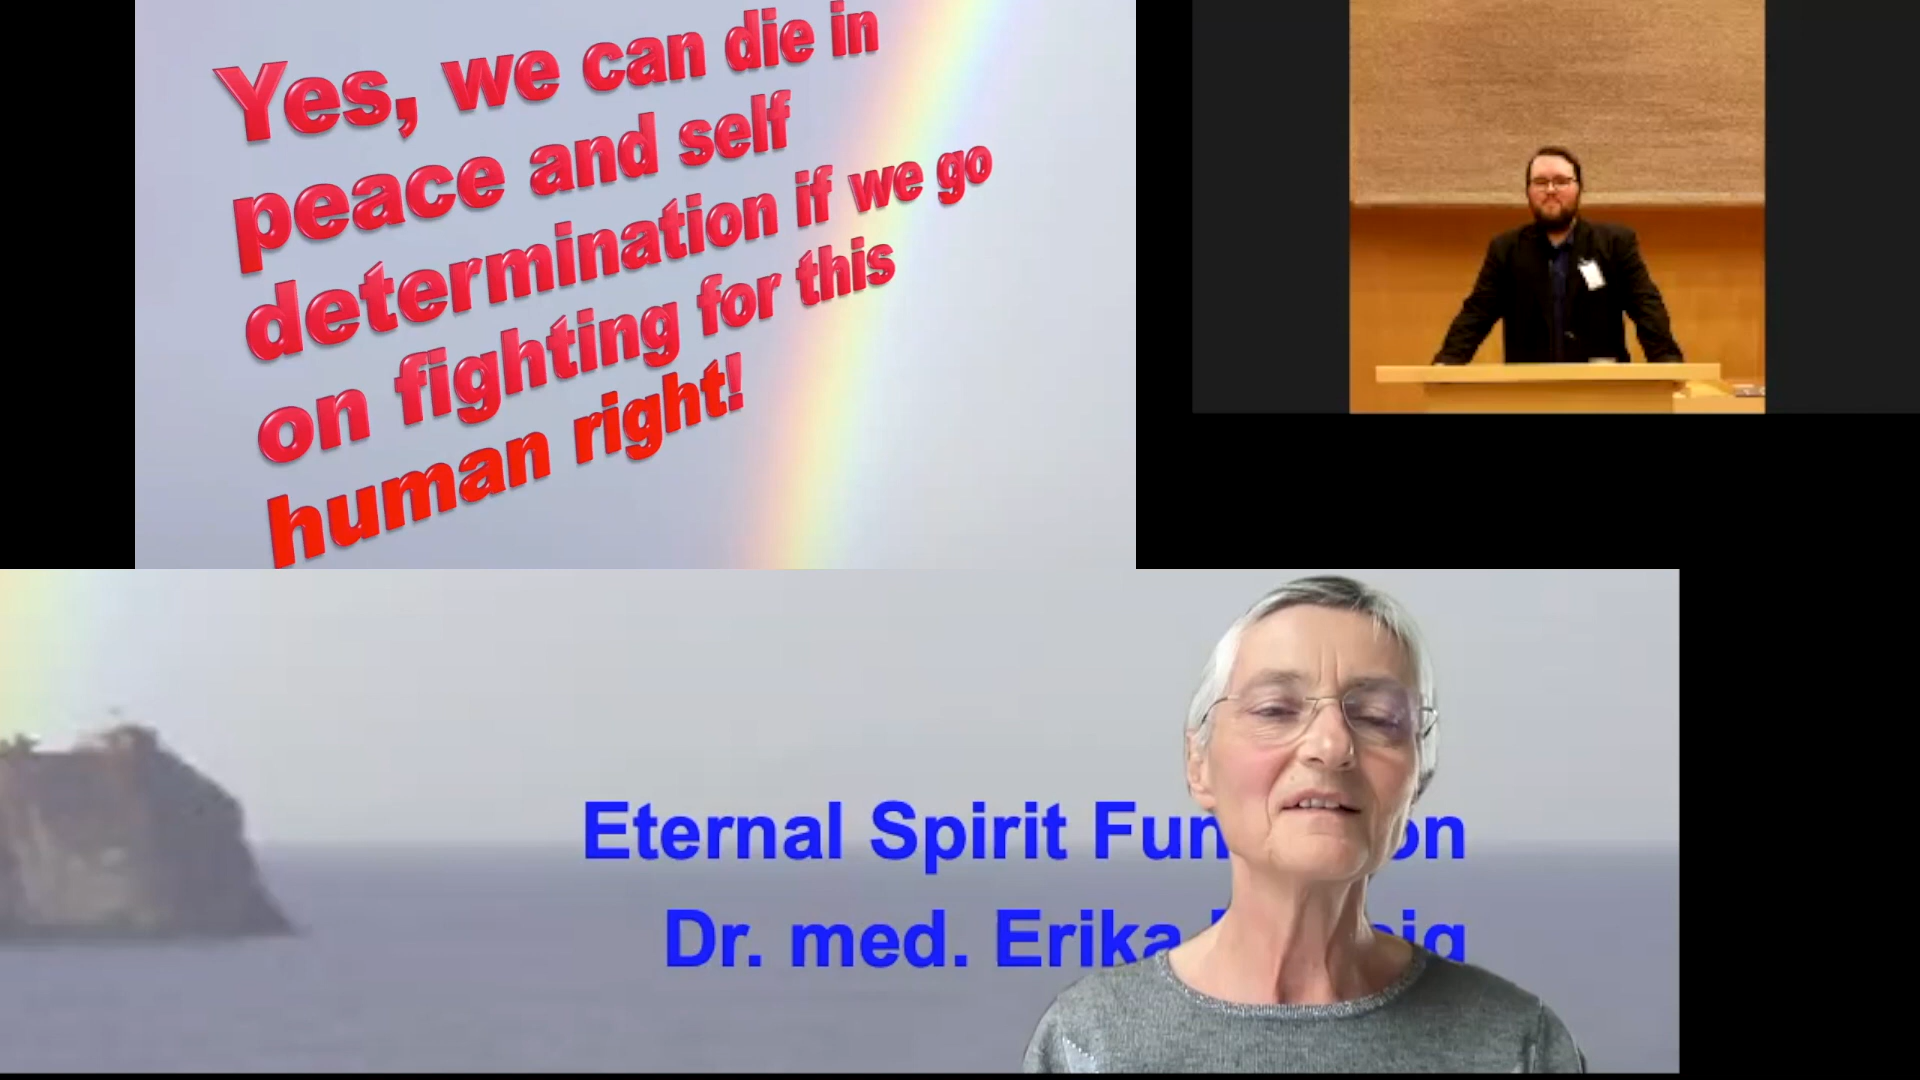 Yes, we can die in
peace and self
determination if we go
on fighting for this
human right!
Eternal Spirit
Dr. med. Erika